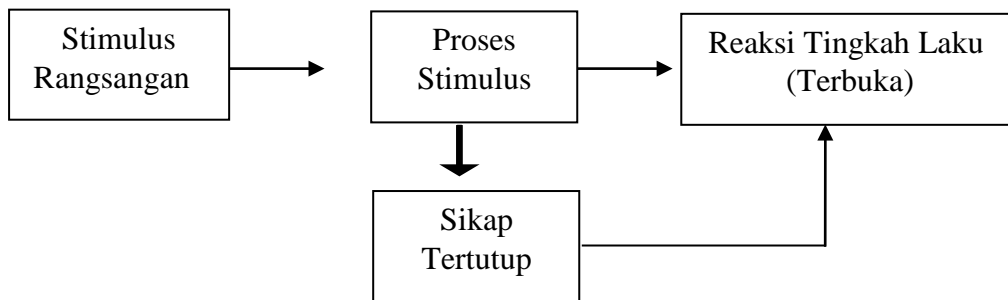 Stimulus
Rangsangan
Proses
Stimulus
Reaksi Tingkah Laku
(Terbuka)
Sikap
Tertutup